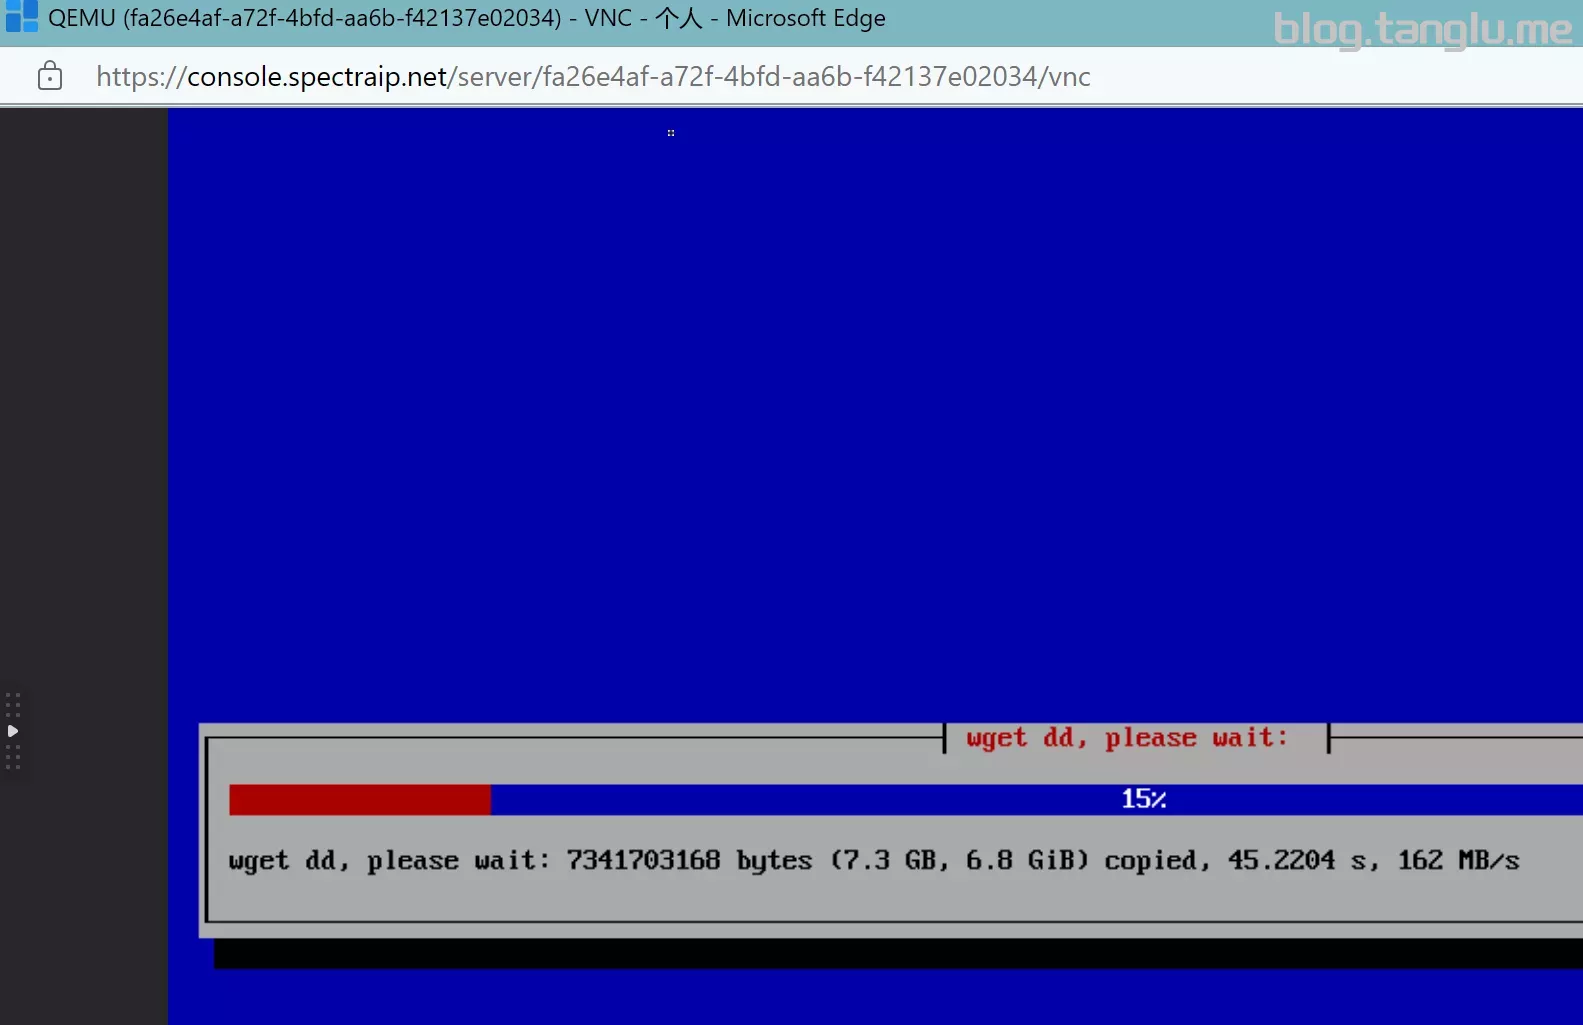 QEMU (fa26e4af-a72f-4bfd-aa6b-f42137e02034) - VNC - 个人 - Microsoft Edge
blog.tanglu.me
https://console.spectraip.net/server/fa26e4af-a72f-4bfd-aa6b-f42137e02034/vnc
wget dd, please wait:
15%
wget dd, please wait: 7341703168 bytes (7.3 GB, 6.8 GiB) copied, 45.2204 s, 162 MB/s